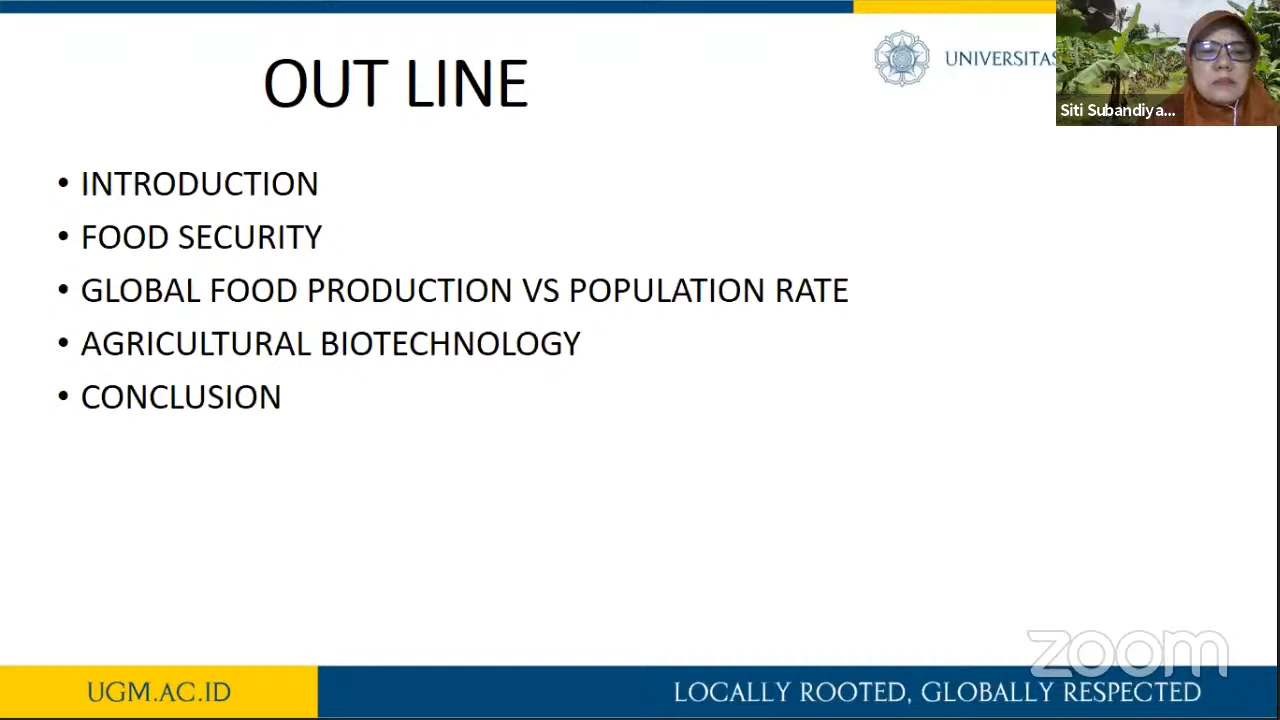 OUT LINE
UNIVERSITAS
Siti Subandiya...
• INTRODUCTION
• FOOD SECURITY
• GLOBAL FOOD PRODUCTION VS POPULATION RATE
• AGRICULTURAL BIOTECHNOLOGY
• CONCLUSION
zoom
UGM.AC.ID
LOCALLY ROOTED, GLOBALLY RESPECTED